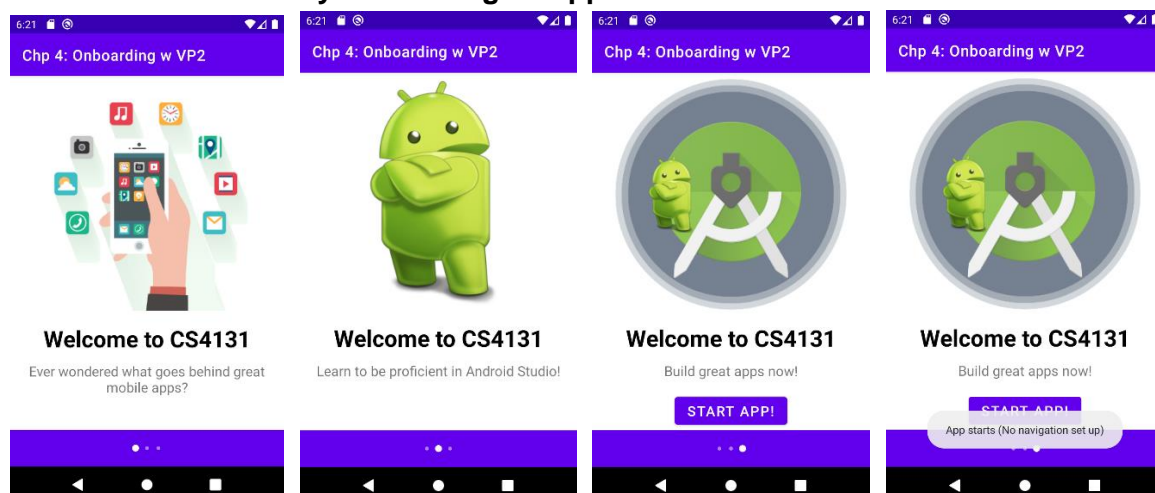 6:21
Chp 4: Onboarding w VP2
Welcome to CS4131
Ever wondered what goes behind great
mobile apps?
6:21
Chp 4: Onboarding w VP2
Welcome to CS4131
Learn to be proficient in Android Studio!
6:21
Chp 4: Onboarding w VP2
Welcome to CS4131
Build great apps now!
START APP!
6:21
Chp 4: Onboarding w VP2
Welcome to CS4131
Build great apps now!
START APP!
App starts (No navigation set up)